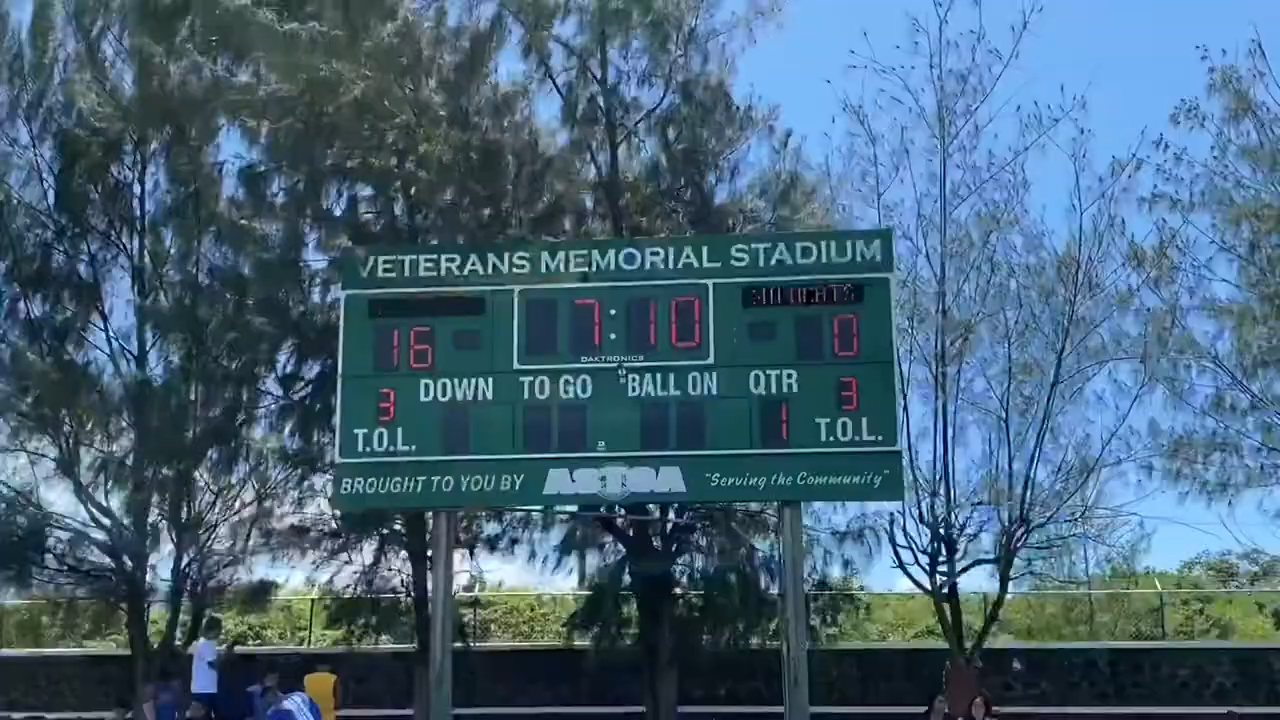 VETERANS MEMORIAL STADIUM
7:10
16
0
DAKTRONICS
DOWN TO GO BALL ON QTR
3
3
1
T.O.L.
T.O.L.
BROUGHT TO YOU BY
"Serving the Community"